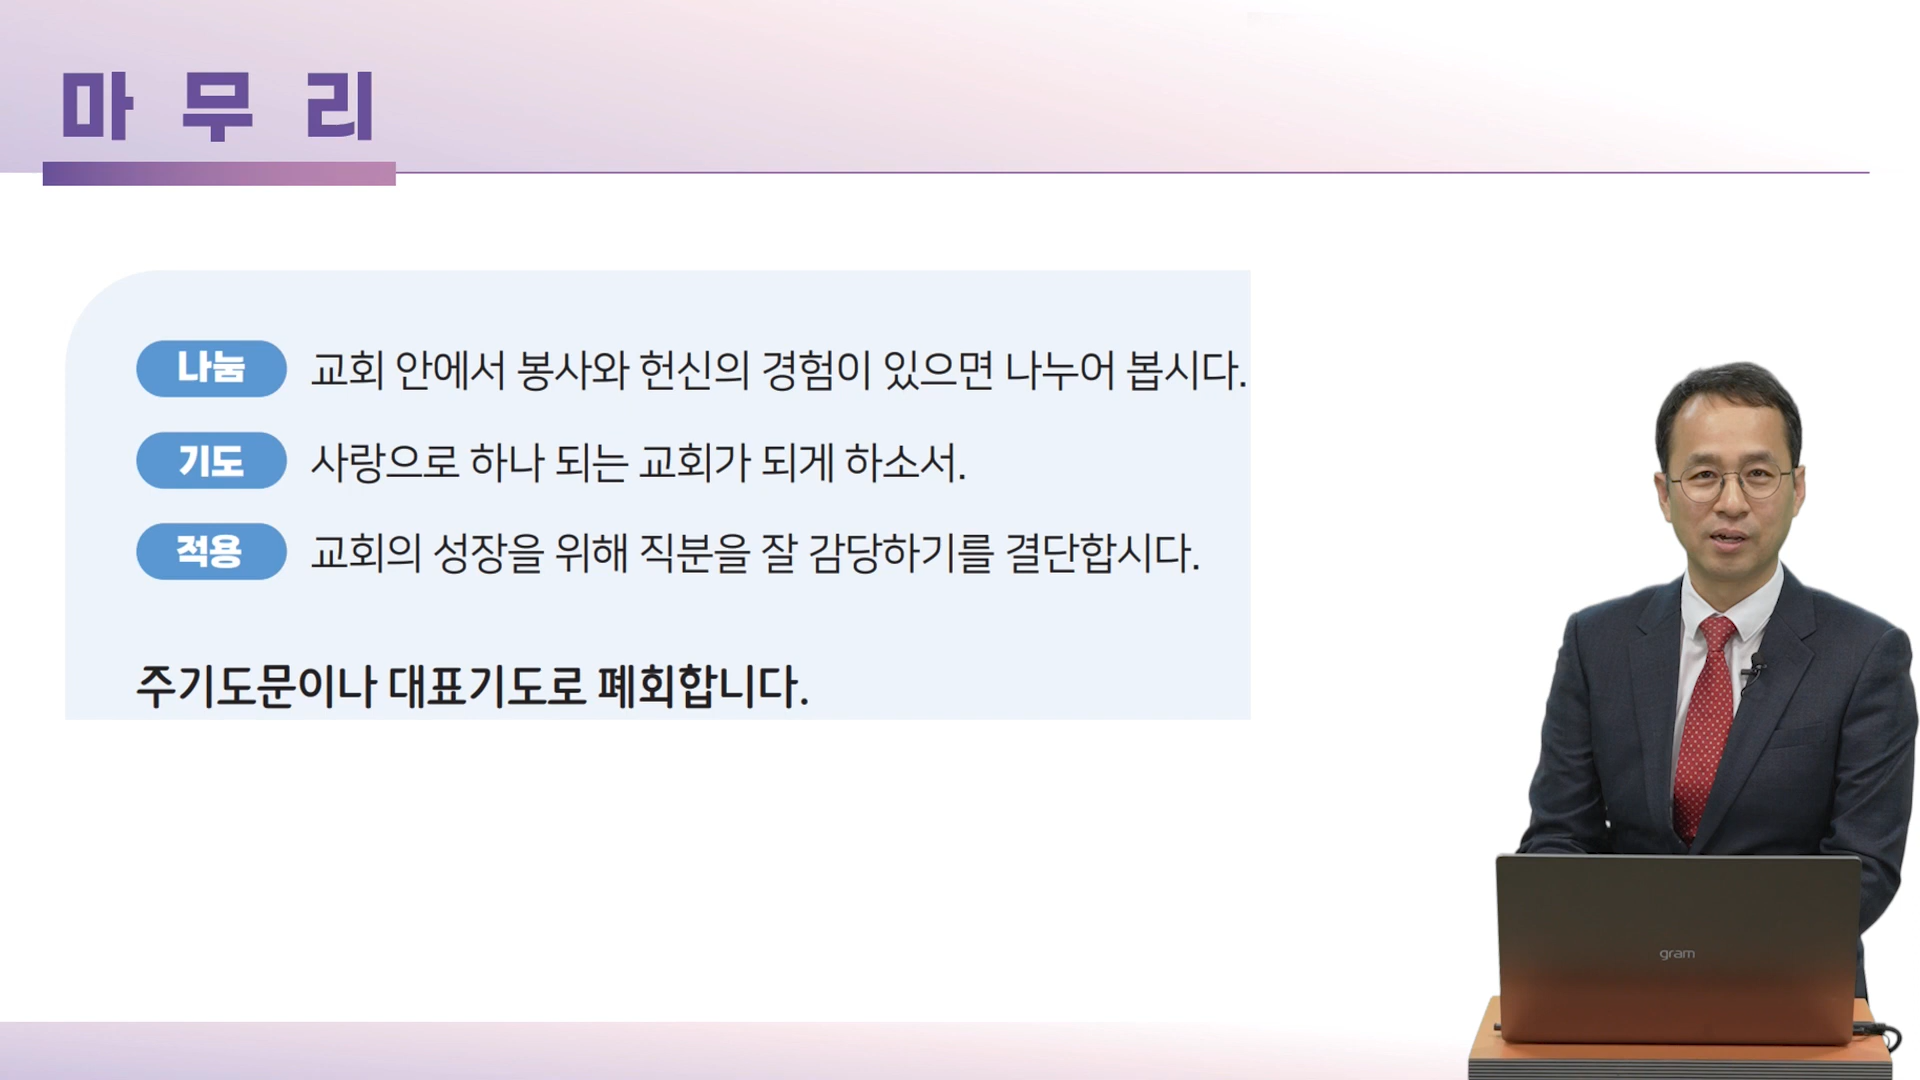 마 무 리
나눔 교회 안에서 봉사와 헌신의 경험이 있으면 나누어 봅시다.
기도 사랑으로 하나 되는 교회가 되게 하소서.
적용 교회의 성장을 위해 직분을 잘 감당하기를 결단합시다.
주기도문이나 대표기도로 폐회합니다.
gram